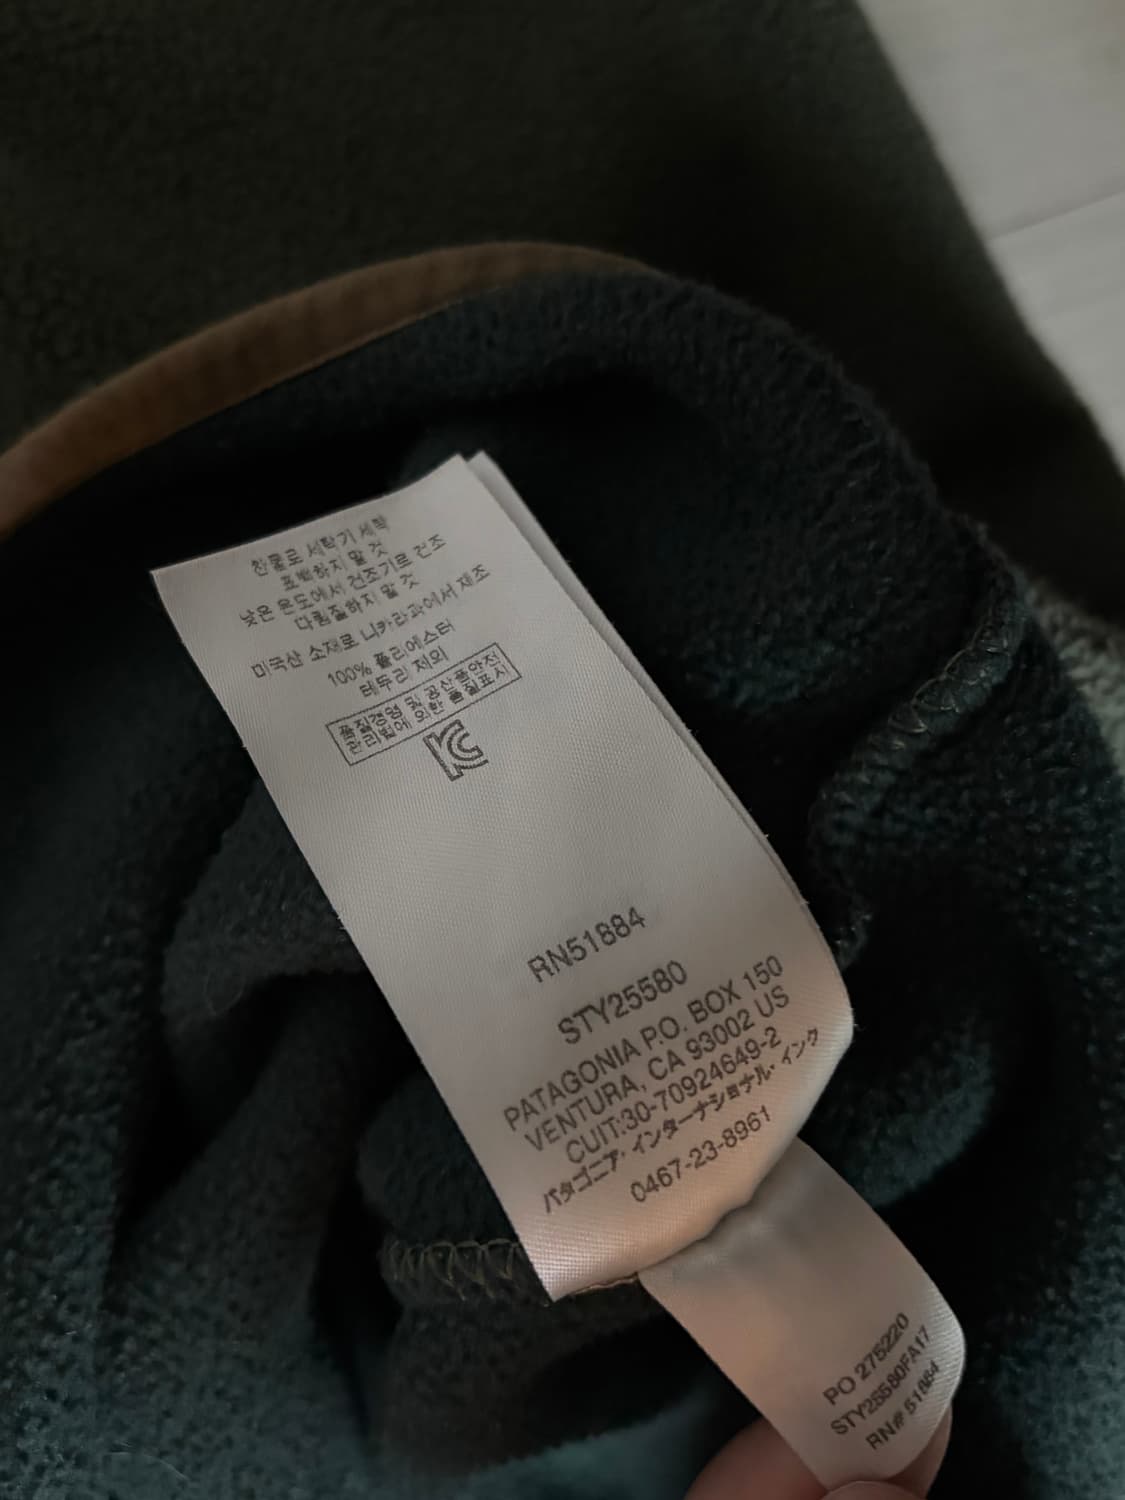 찬물로 세탁기 세탁
표백하지 말 것
낮은 온도에서 건조기로 건조
다림질하지 말 것
미국산 소재로 니카라과에서 제조
100% 폴리에스터
테두리 제외
품질경영 및 공산품안전
관리법에 의한 품질표시
RN51884
STY25580
PATAGONIA P.O. BOX 150
VENTURA, CA 93002 US
CUIT:30-70924649-2
パタゴニア・インターナショナル・インク
0467-23-8961
PO 275220
STY25580FA17
RN# 51884